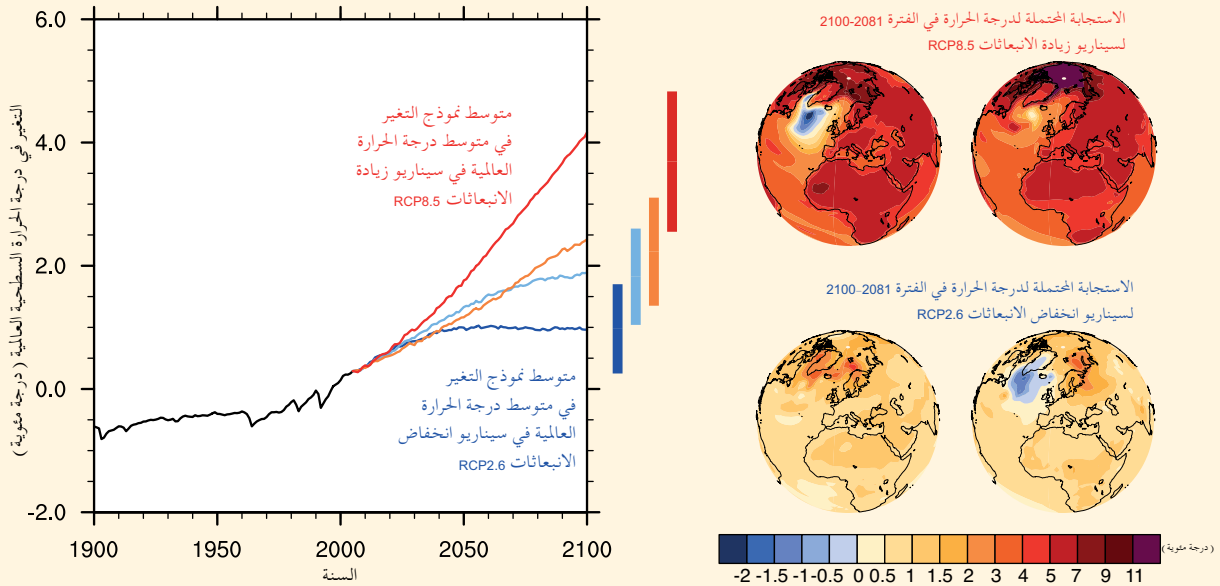 التغير في درجة الحرارة السطحية العالمية ( درجة مئوية )
6.0
4.0
2.0
0.0
-2.0
متوسط نموذج التغير
في متوسط درجة الحرارة
العالمية في سيناريو زيادة
الانبعاثات RCP8.5
متوسط نموذج التغير
في متوسط درجة الحرارة
العالمية في سيناريو انخفاض
الانبعاثات RCP2.6
1900 1950 2000 2050 2100
السنة
الاستجابة المحتملة لدرجة الحرارة في الفترة 2081-2100
لسيناريو زيادة الانبعاثات RCP8.5
الاستجابة المحتملة لدرجة الحرارة في الفترة 2081-2100
لسيناريو انخفاض الانبعاثات RCP2.6
( درجة مئوية )
-2 -1.5 -1 -0.5 0 0.5 1 1.5 2 3 4 5 7 9 11